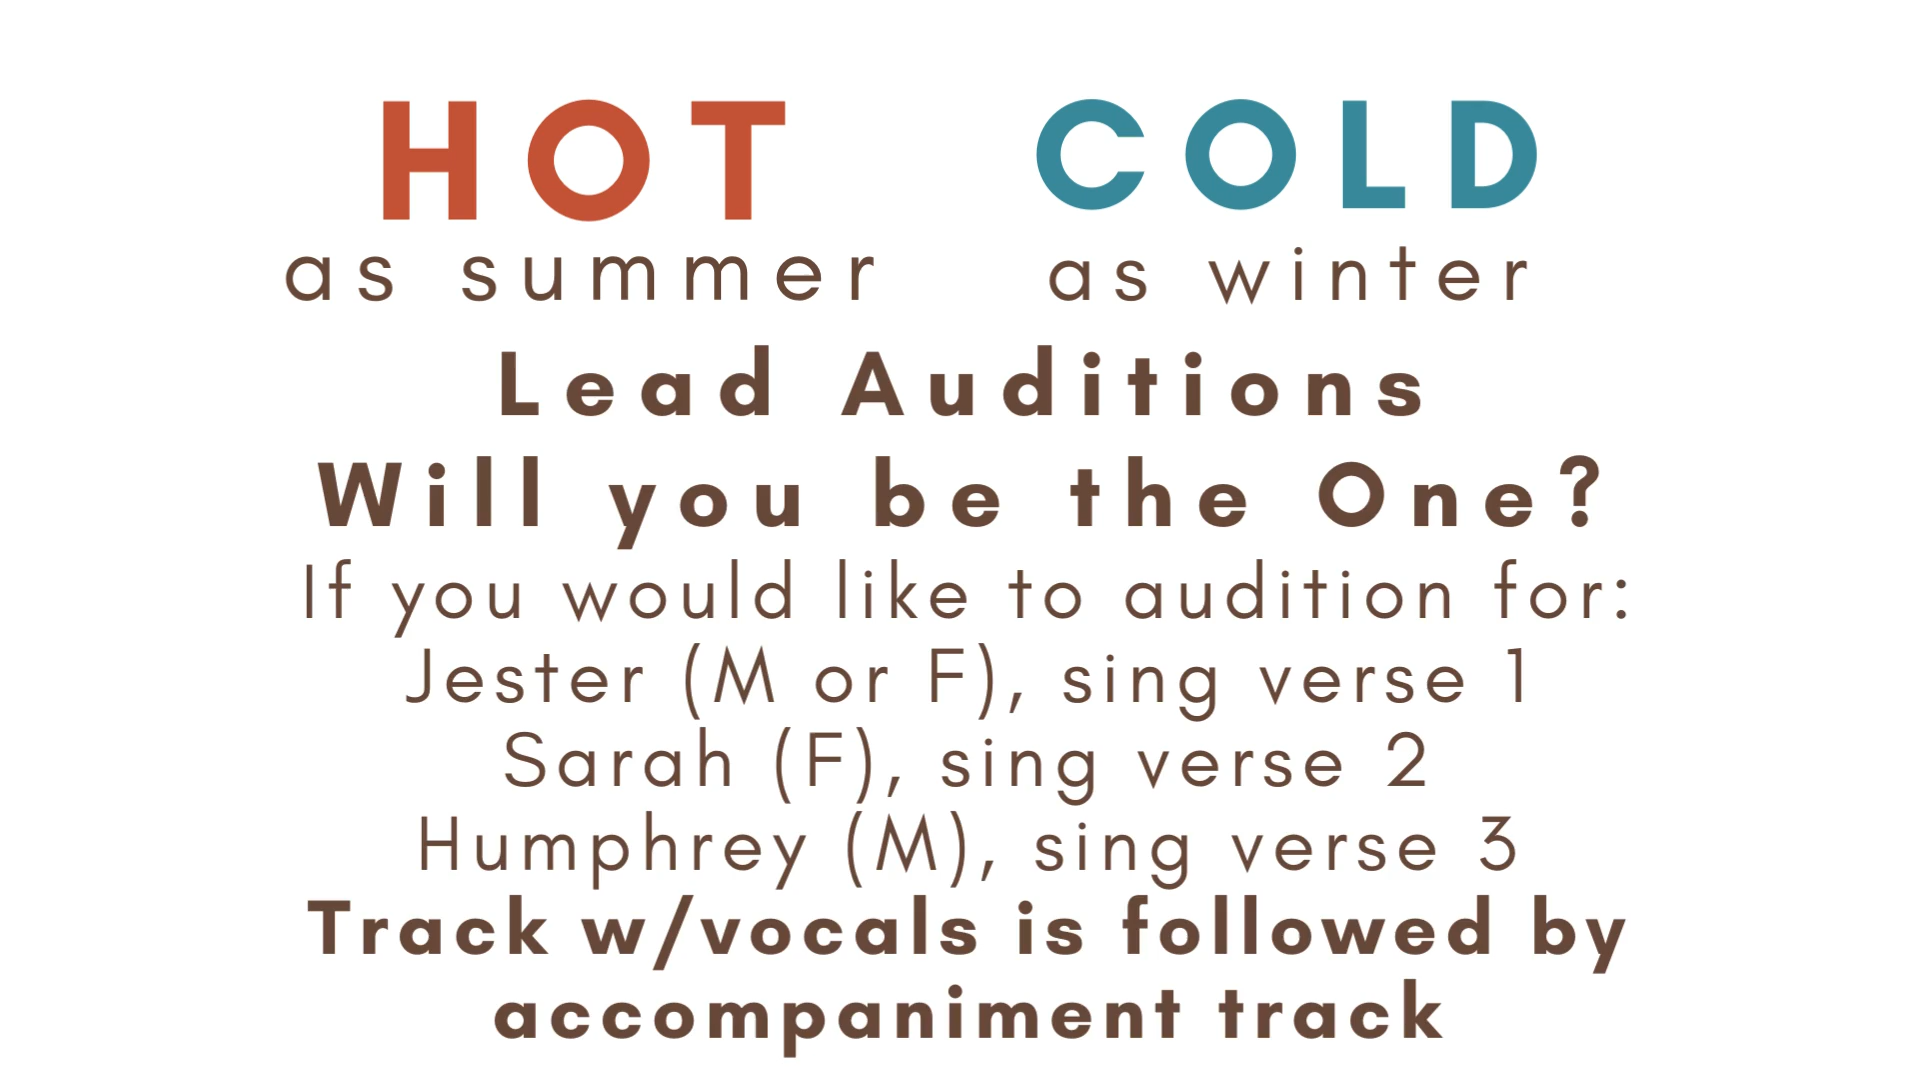 HOT COLD
as summer as winter
Lead Auditions
Will you be the One?
If you would like to audition for:
Jester (M or F), sing verse 1
Sarah (F), sing verse 2
Humphrey (M), sing verse 3
Track w/vocals is followed by
accompaniment track